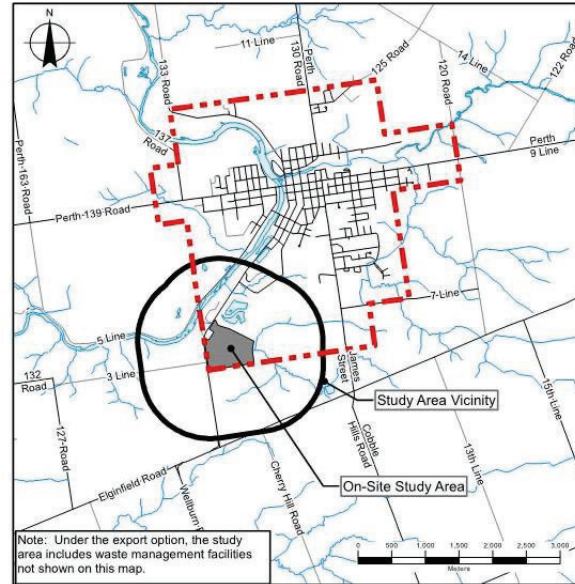 N
11 Line
133 Road
Perth
130 Road
125 Road
14 Line
120 Road
122 Road
137
Road
Perth-163 Road
Perth
9 Line
Perth-139 Road
7-Line
5 Line
3 Line
132
Road
James
Street
Study Area Vicinity
127-Road
15th-Line
Cobble
Hills Road
13th Line
On-Site Study Area
Elginfield Road
Wellburn
Cherry Hill Road
Note: Under the export option, the study
area includes waste management facilities
not shown on this map.
0 500 1,000 1,500 2,000 2,500 3,000
Meters